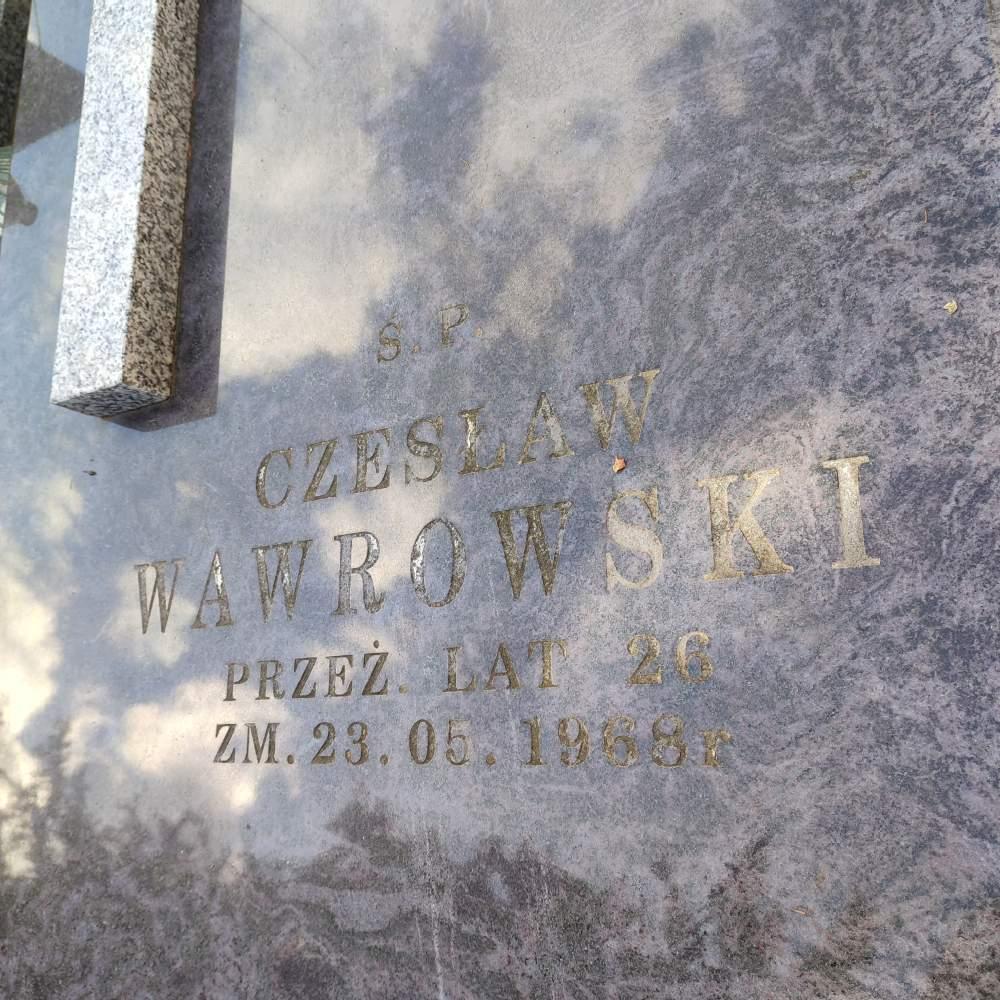 Ś. P.
CZESŁAW
WAWROWSKI
PRZEŻ. LAT 26
ZM. 23. 05. 1968r